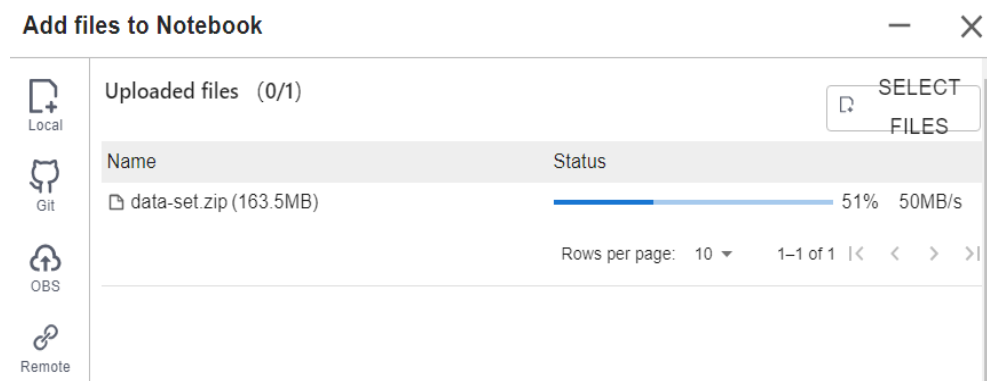 Add files to Notebook
Local
Git
OBS
Remote
Uploaded files (0/1)
SELECT
FILES
Name Status
data-set.zip (163.5MB) 51% 50MB/s
Rows per page: 10 1–1 of 1